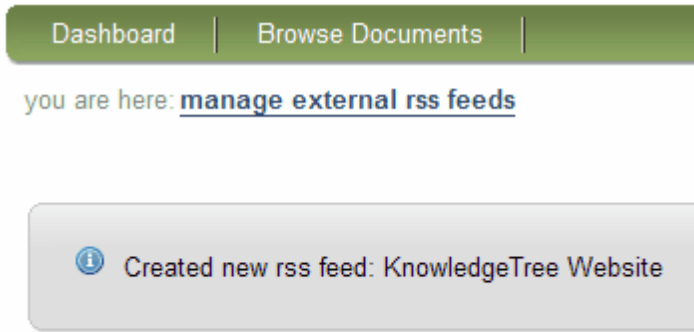 Dashboard Browse Documents
you are here: manage external rss feeds
Created new rss feed: KnowledgeTree Website